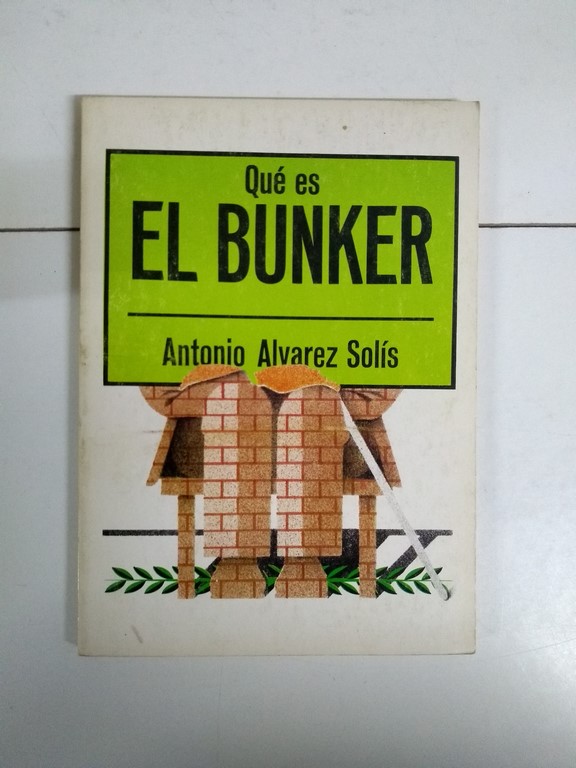 Qué es
EL BUNKER
Antonio Alvarez Solís